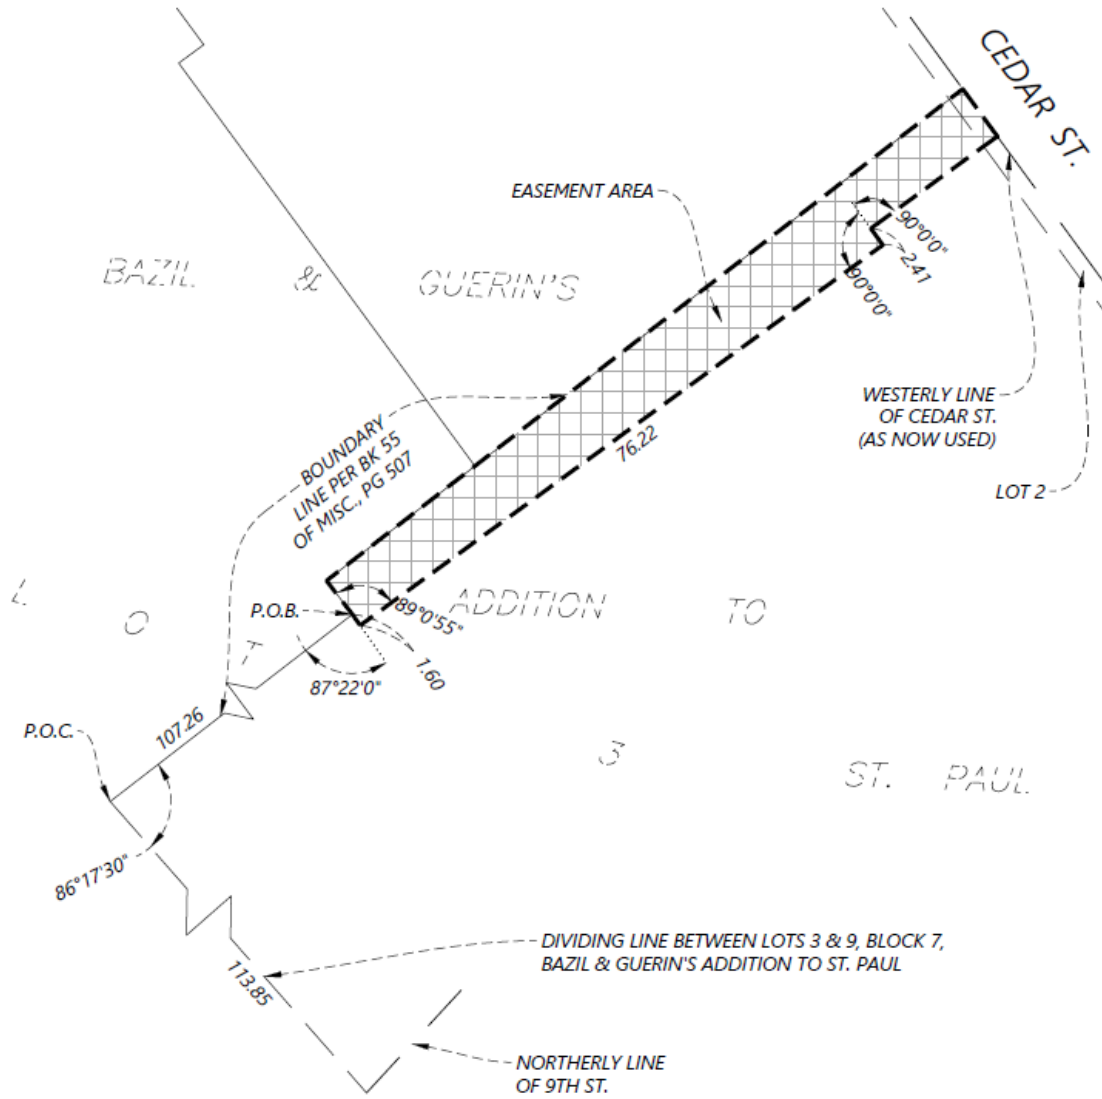 CEDAR ST.
EASEMENT AREA
90°0'0"
2.41
90°0'0"
BAZIL & GUERIN'S
WESTERLY LINE
OF CEDAR ST.
(AS NOW USED)
BOUNDARY
LINE PER BK 55
OF MISC., PG 507
76.22
LOT 2
L O T 3
ADDITION TO
P.O.B.
89°0'55"
1.60
87°22'0"
107.26
P.O.C.
ST. PAUL
86°17'30"
DIVIDING LINE BETWEEN LOTS 3 & 9, BLOCK 7,
BAZIL & GUERIN'S ADDITION TO ST. PAUL
113.85
NORTHERLY LINE
OF 9TH ST.